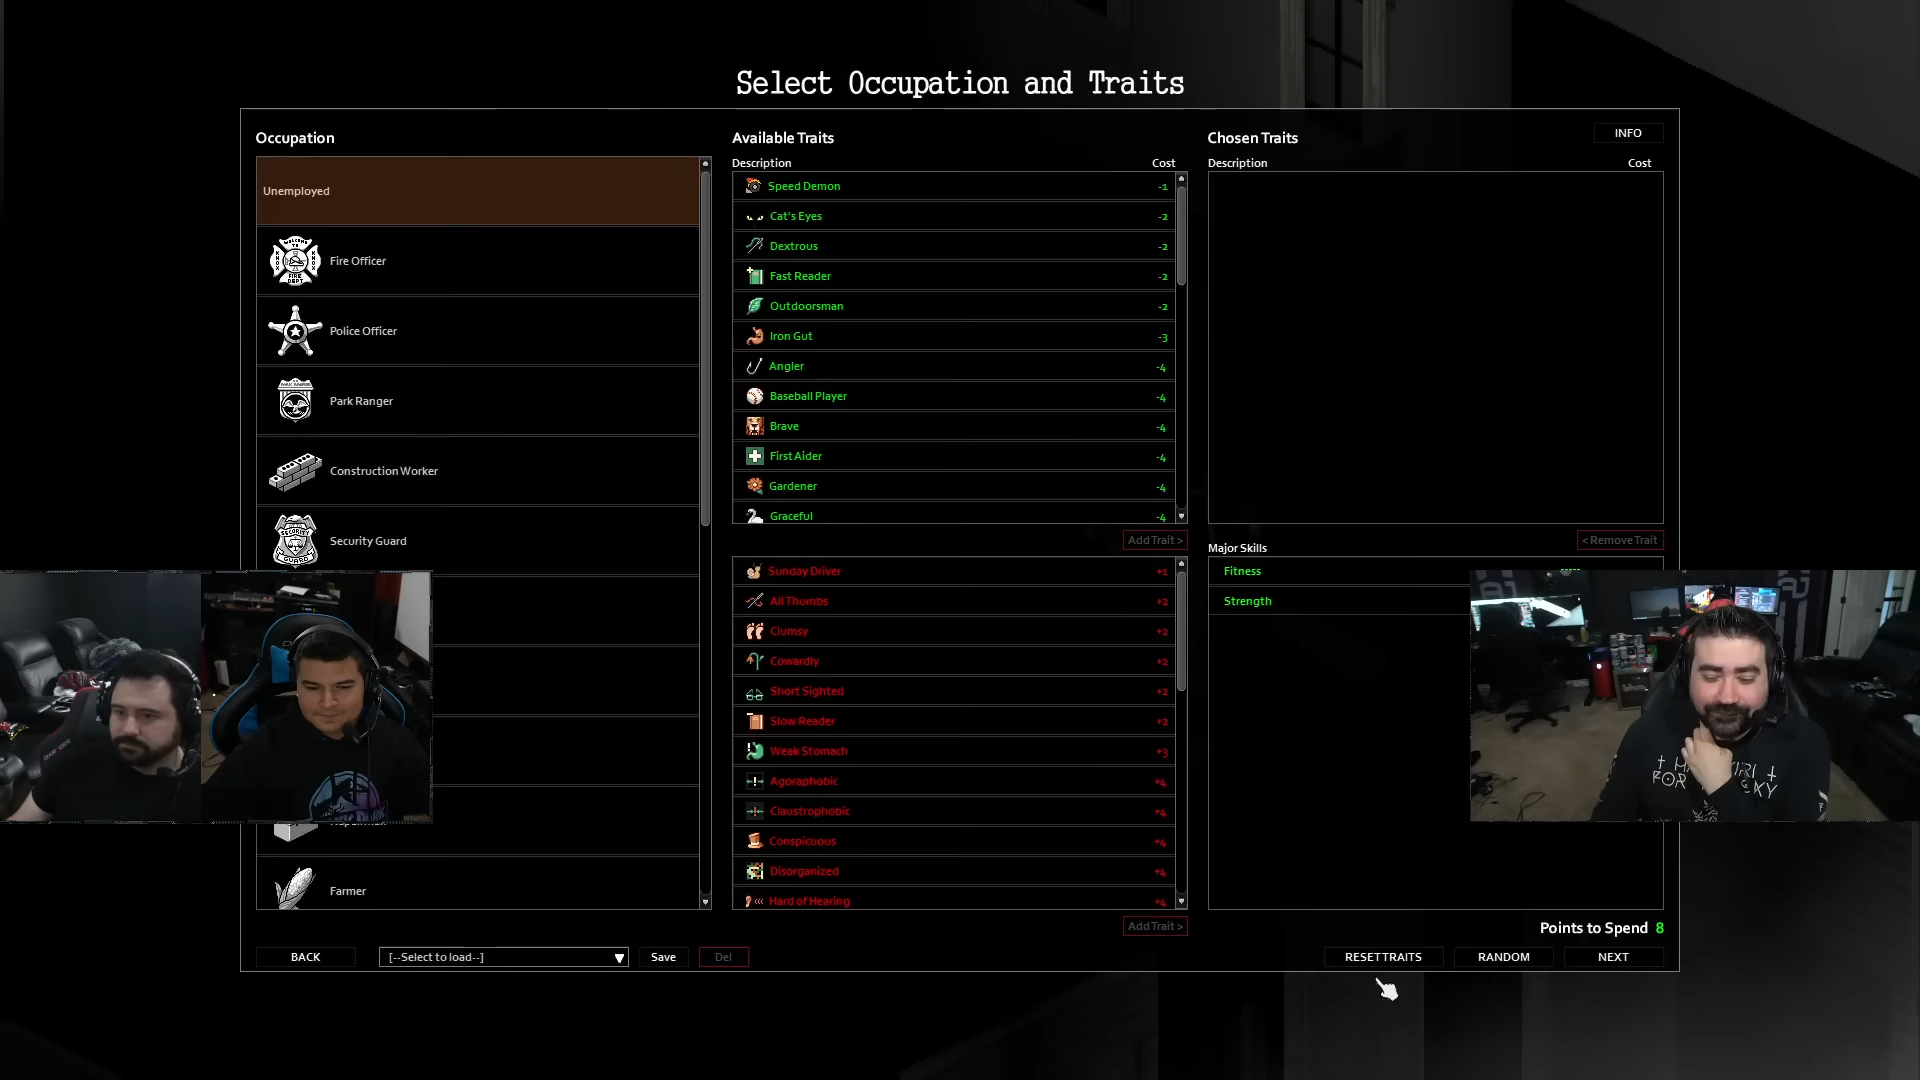 Select Occupation and Traits
Occupation
Unemployed
Fire Officer
Police Officer
Park Ranger
Construction Worker
Security Guard
Farmer
Available Traits
Description Cost
Speed Demon -1
Cat's Eyes -2
Dextrous -2
Fast Reader -2
Outdoorsman -2
Iron Gut -3
Angler -4
Baseball Player -4
Brave -4
First Aider -4
Gardener -4
Graceful -4
Add Trait >
Sunday Driver +1
All Thumbs +2
Clumsy +2
Cowardly +2
Short Sighted +2
Slow Reader +2
Weak Stomach +3
Agoraphobic +4
Claustrophobic +4
Conspicuous +4
Disorganized +4
Hard of Hearing +4
Add Trait >
Chosen Traits
INFO
Description Cost
< Remove Trait
Major Skills
Fitness
Strength
Points to Spend 8
BACK
[--Select to load--]
Save
Del
RESET TRAITS
RANDOM
NEXT